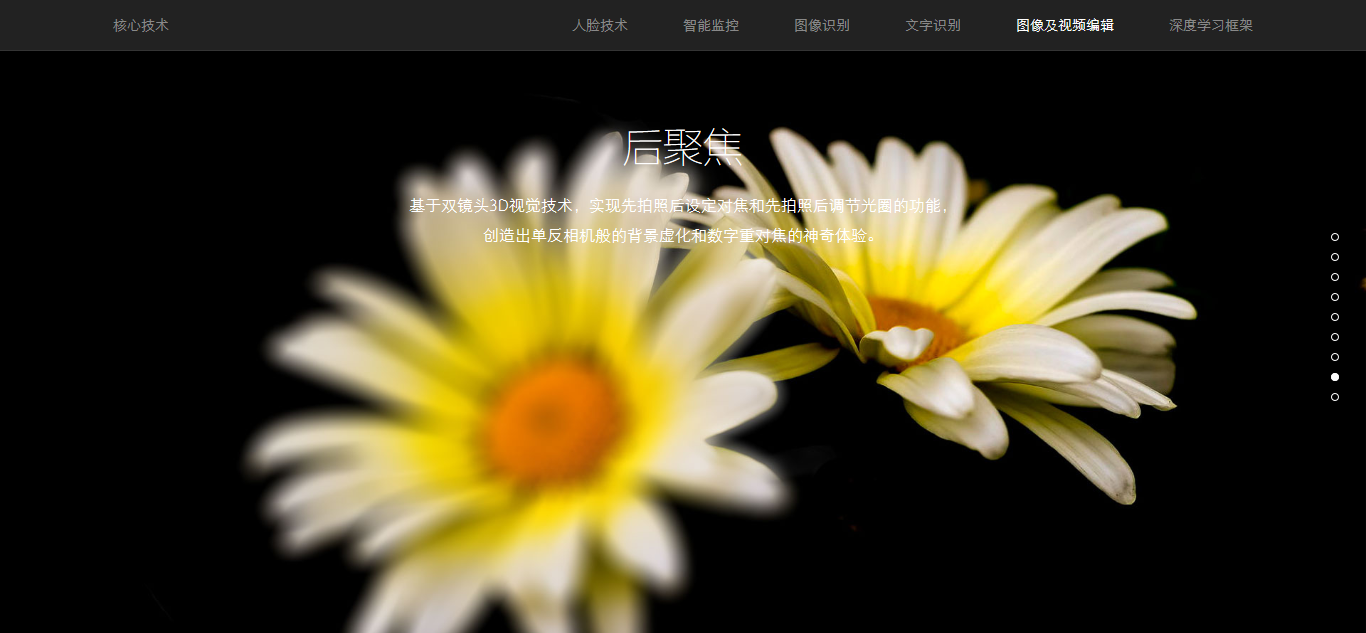 核心技术
人脸技术
智能监控
图像识别
文字识别
图像及视频编辑
深度学习框架
后聚焦
基于双镜头3D视觉技术，实现先拍照后设定对焦和先拍照后调节光圈的功能，
创造出单反相机般的背景虚化和数字重对焦的神奇体验。